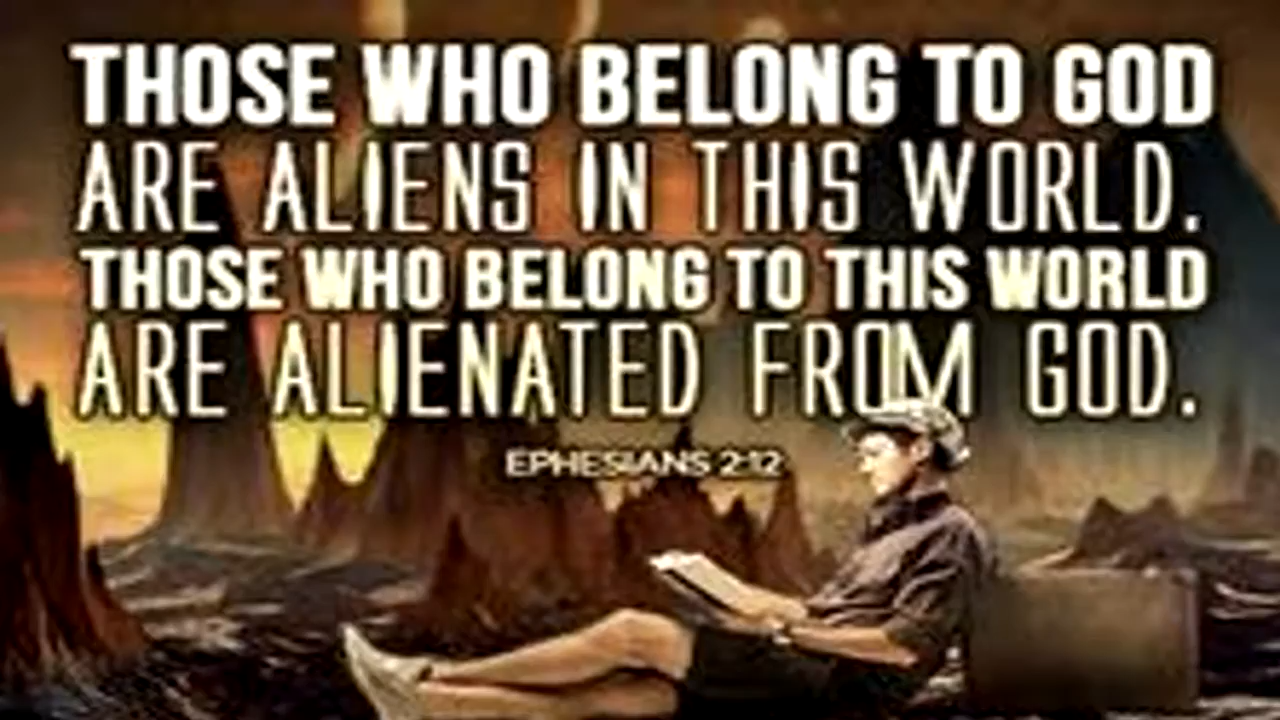 THOSE WHO BELONG TO GOD
ARE ALIENS IN THIS WORLD.
THOSE WHO BELONG TO THIS WORLD
ARE ALIENATED FROM GOD.
EPHESIANS 2:12